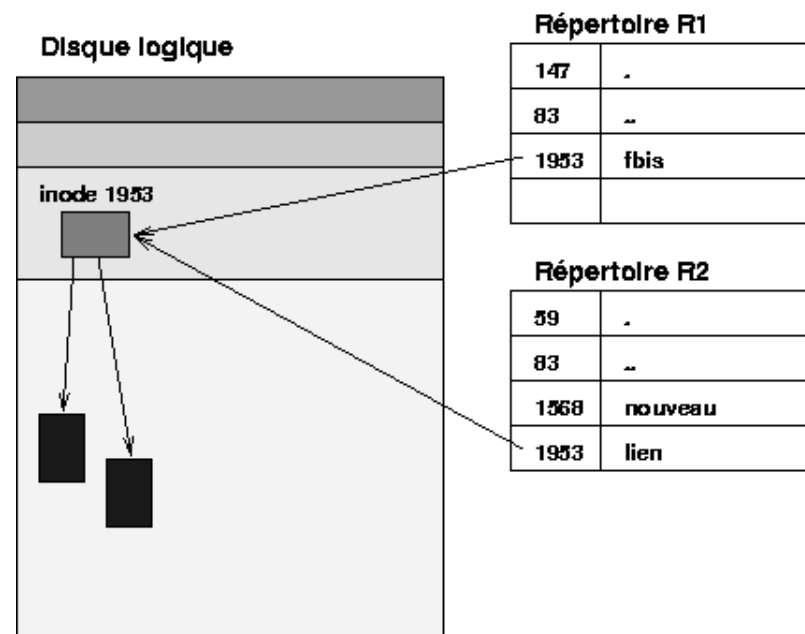 Disque logique
inode 1953
Répertoire R1
147 .
83 ..
1953 fbis
Répertoire R2
59 .
83 ..
1568 nouveau
1953 lien